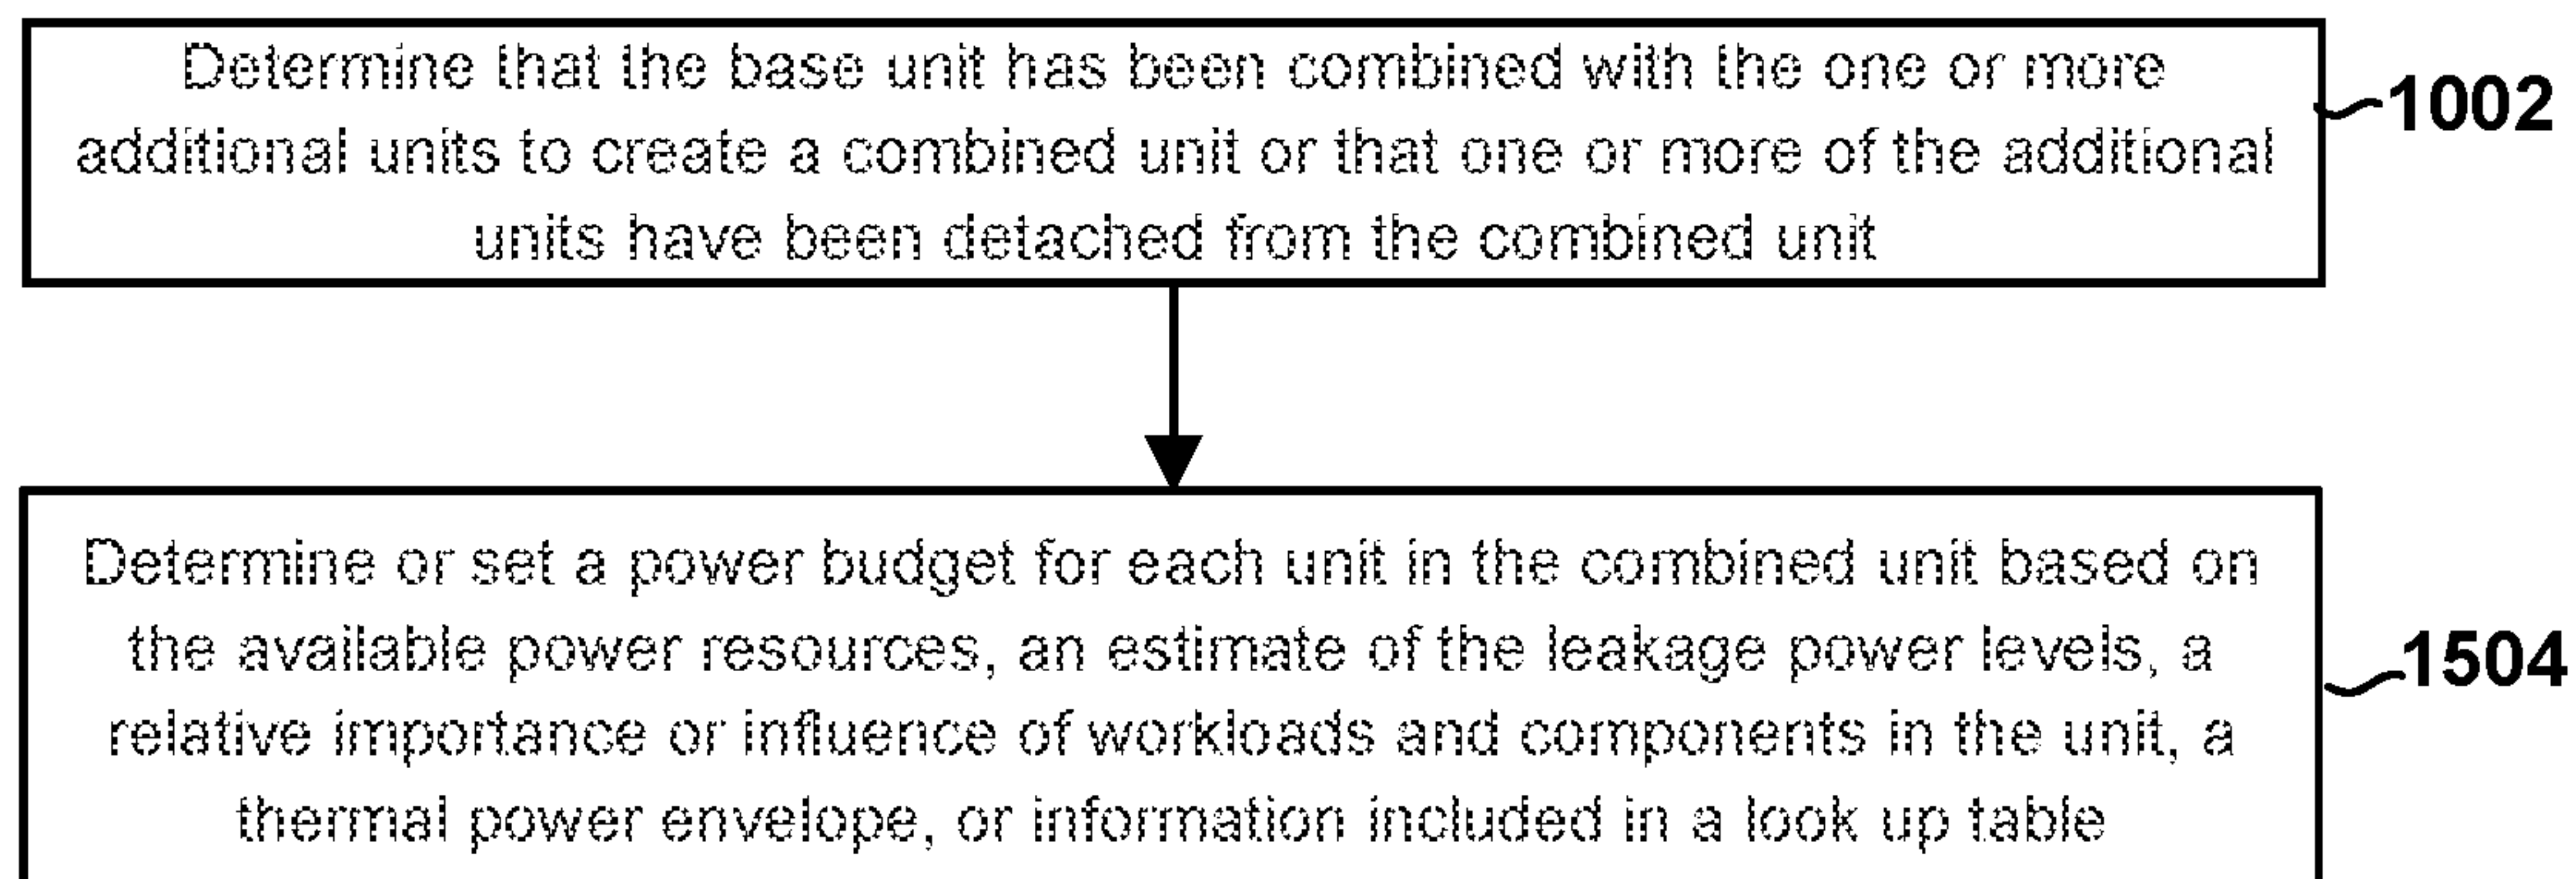 Determine that the base unit has been combined with the one or more
additional units to create a combined unit or that one or more of the additional
units have been detached from the combined unit
1002
Determine or set a power budget for each unit in the combined unit based on
the available power resources, an estimate of the leakage power levels, a
relative importance or influence of workloads and components in the unit, a
thermal power envelope, or information included in a look up table
1504